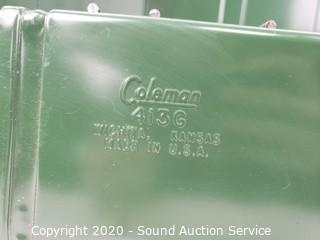 Coleman
413G
WICHITA, KANSAS
MADE IN U.S.A.
Copyright 2020 - Sound Auction Service